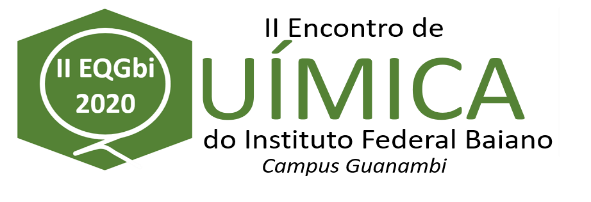 II EQGbi
2020
II Encontro de
UÍMICA
do Instituto Federal Baiano
Campus Guanambi